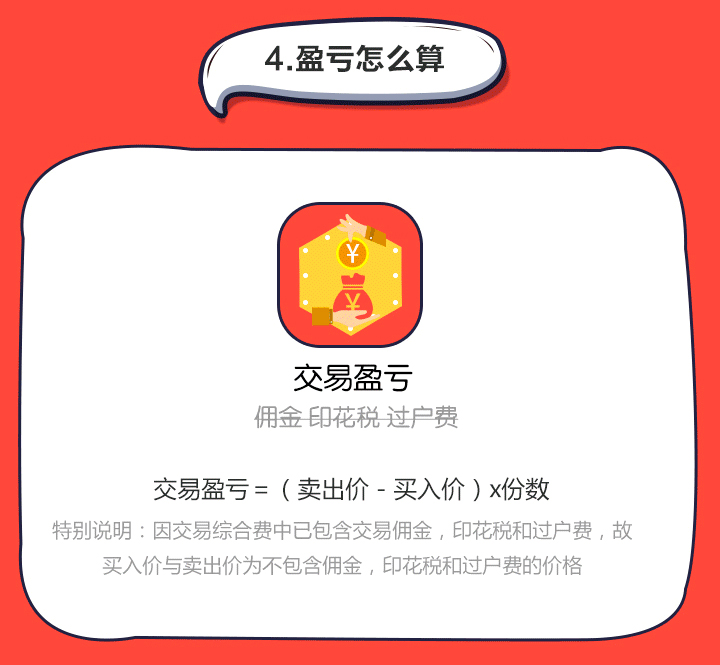 4.盈亏怎么算
¥
¥
交易盈亏
佣金 印花税 过户费
交易盈亏=(卖出价-买入价)x份数
特别说明：因交易综合费中已包含交易佣金，印花税和过户费，故
买入价与卖出价为不包含佣金，印花税和过户费的价格